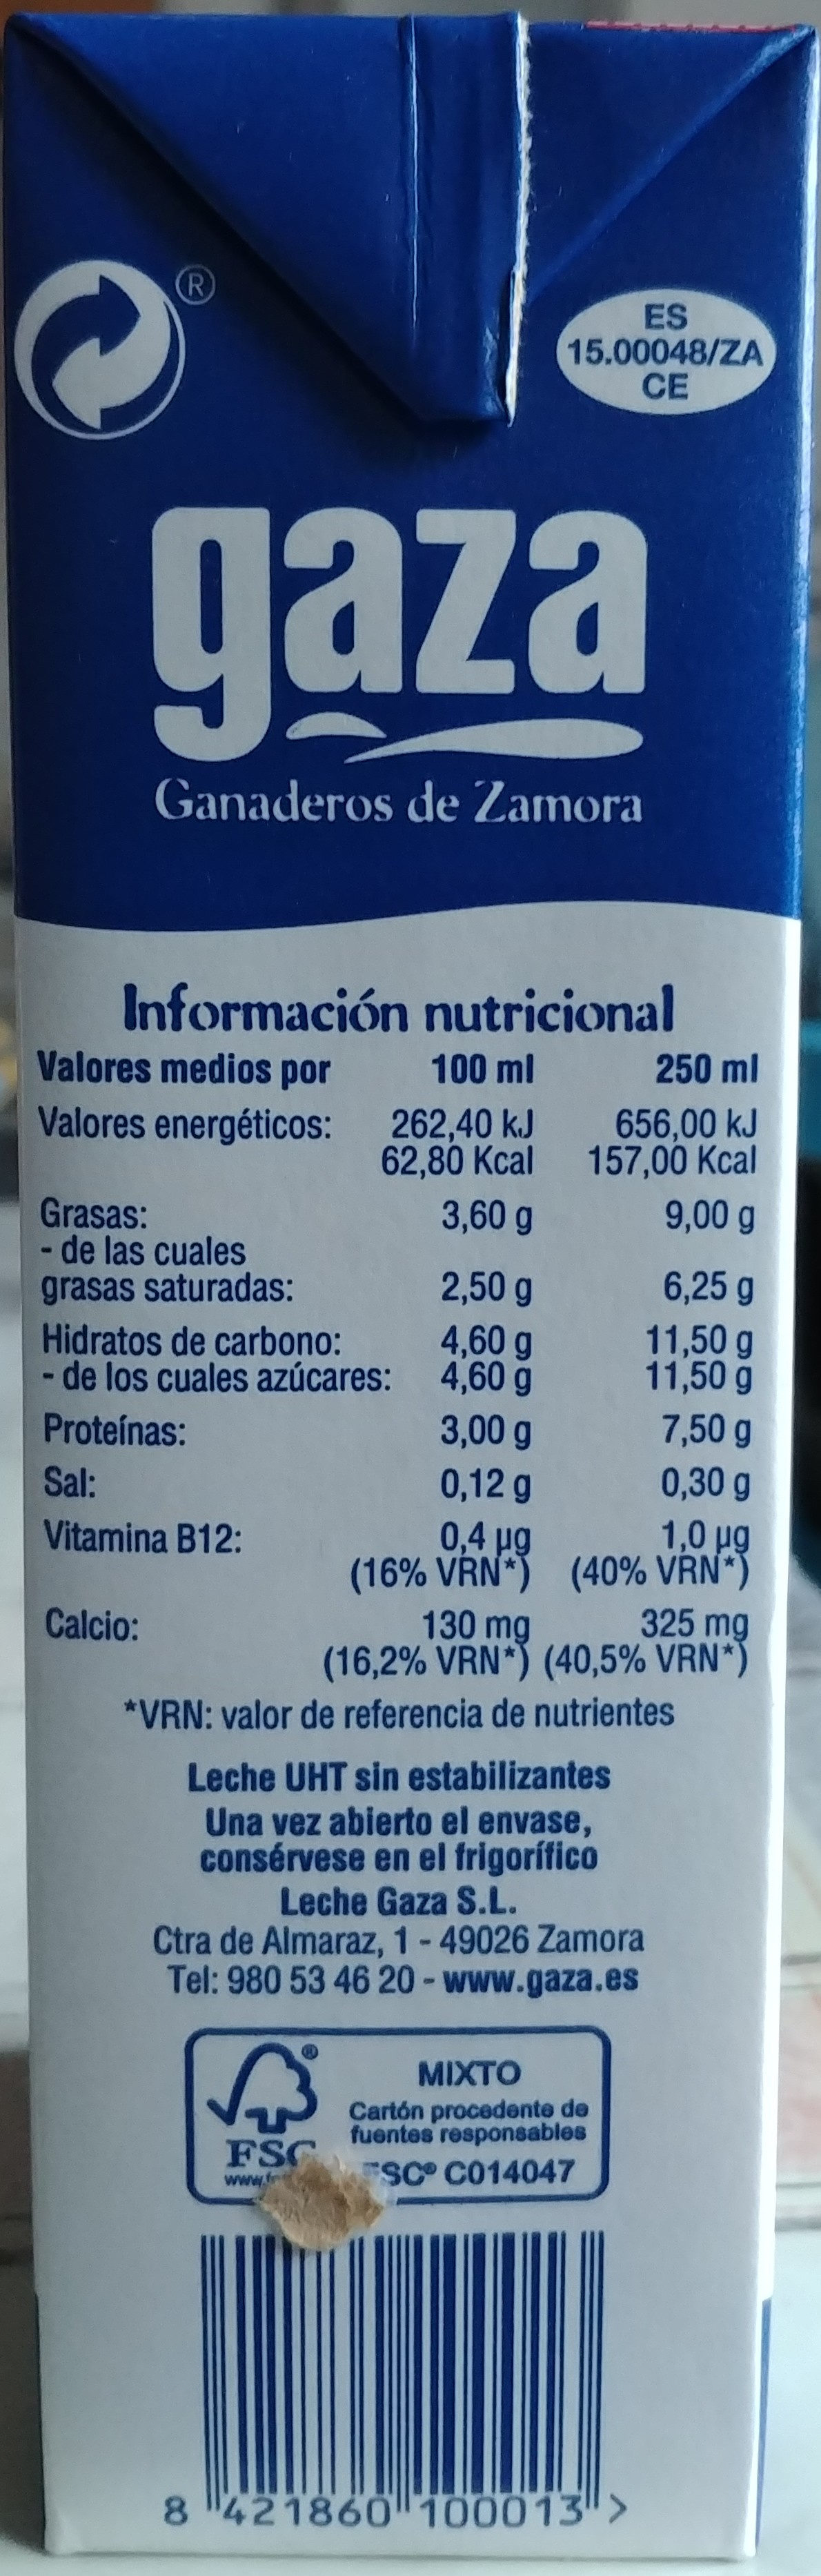 ®
ES
15.00048/ZA
CE
gaza
Ganaderos de Zamora
Información nutricional
Valores medios por 100 ml 250 ml
Valores energéticos: 262,40 kJ 656,00 kJ
62,80 Kcal 157,00 Kcal
Grasas: 3,60 g 9,00 g
- de las cuales
grasas saturadas: 2,50 g 6,25 g
Hidratos de carbono: 4,60 g 11,50 g
- de los cuales azúcares: 4,60 g 11,50 g
Proteínas: 3,00 g 7,50 g
Sal: 0,12 g 0,30 g
Vitamina B12: 0,4 µg 1,0 µg
(16% VRN*) (40% VRN*)
Calcio: 130 mg 325 mg
(16,2% VRN*) (40,5% VRN*)
*VRN: valor de referencia de nutrientes
Leche UHT sin estabilizantes
Una vez abierto el envase,
consérvese en el frigorífico
Leche Gaza S.L.
Ctra de Almaraz, 1 - 49026 Zamora
Tel: 980 53 46 20 - www.gaza.es
®
MIXTO
Cartón procedente de
fuentes responsables
FSC
FSC® C014047
8 421860 100013 >